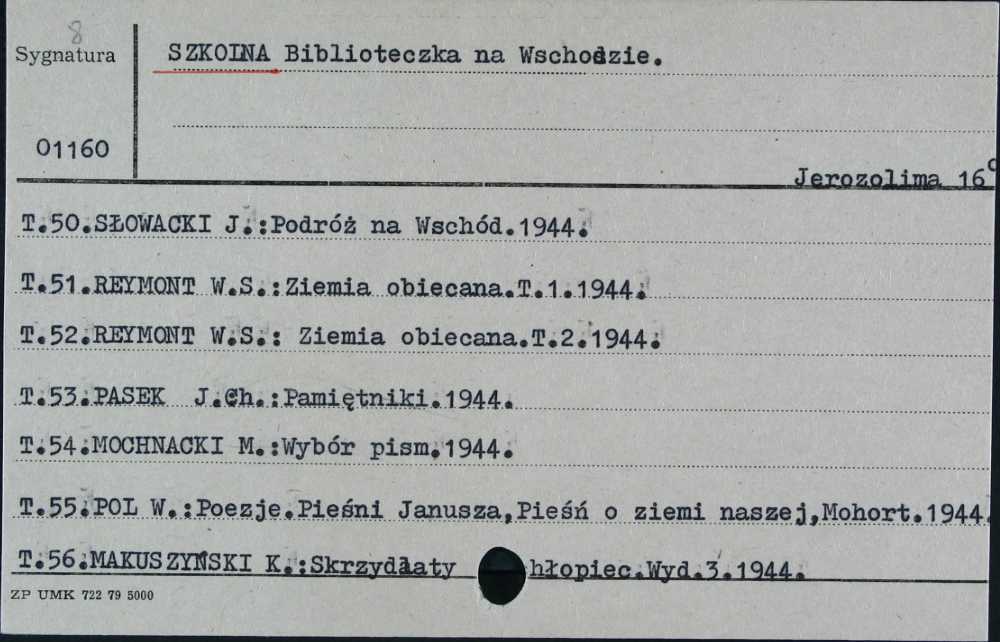 8
Sygnatura
SZKOLNA Biblioteczka na Wschodzie.
01160
Jerozolima 16°
T.50.SŁOWACKI J.:Podróż na Wschód.1944.
T.51.REYMONT W.S.:Ziemia obiecana.T.1.1944.
T.52.REYMONT W.S.: Ziemia obiecana.T.2.1944.
T.53.PASEK J.Ch.:Pamiętniki.1944.
T.54.MOCHNACKI M.:Wybór pism.1944.
T.55.POL W.:Poezje.Pieśni Janusza,Pieśń o ziemi naszej,Mohort.1944.
T.56.MAKUSZYŃSKI K.:Skrzydlaty hłopiec.Wyd.3.1944.
ZP UMK 722 79 5000